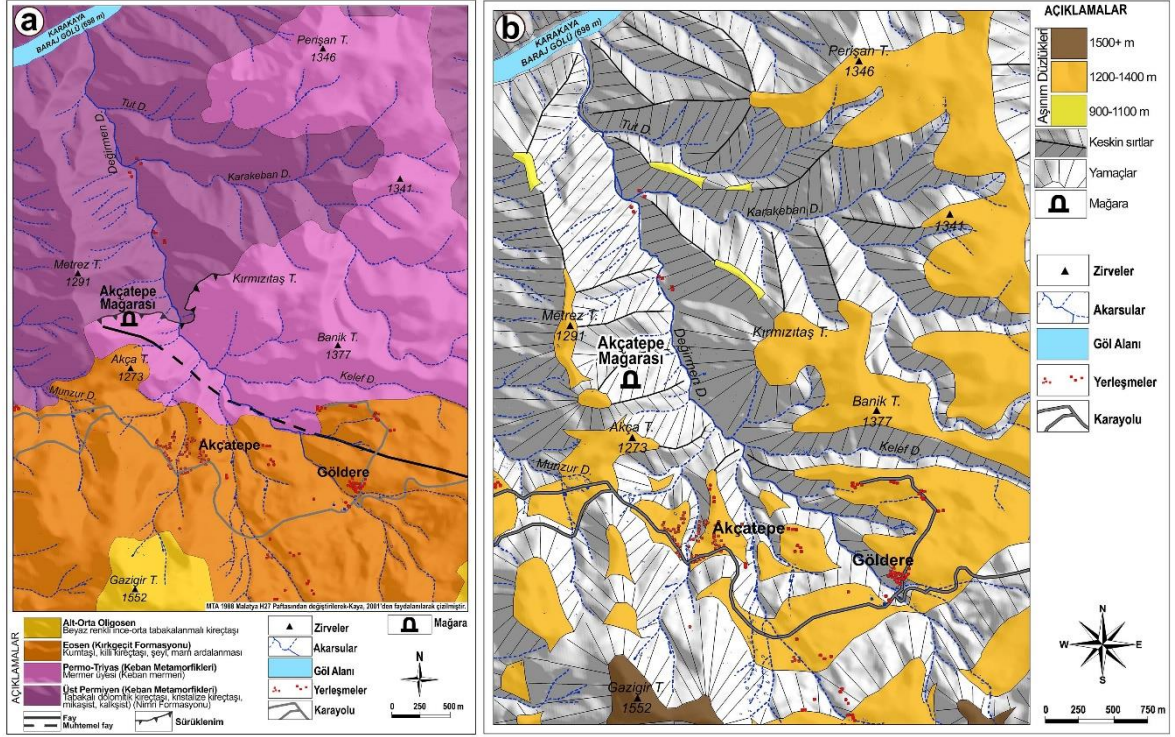 a
KARAKAYA
BARAJ GÖLÜ (698 m)
Perişan T.
1346
Tut D.
Değirmen D.
Karakeban D.
1341
Metrez T.
1291
Kırmızıtaş T.
Akçatepe
Mağarası
Banik T.
1377
Akça T.
1273
Kelef D.
Munzur D.
Akçatepe
Göldere
Gazigir T.
1552
MTA 1988 Malatya H27 Paftasından değiştirilerek-Kaya, 2001'den faydalanılarak çizilmiştir.
AÇIKLAMALAR
Alt-Orta Oligosen
Beyaz renkli ince-orta tabakalanmalı kireçtaşı
Eosen (Kırkgeçit Formasyonu)
Kumtaşı, killi kireçtaşı, şeyl, marn ardalanması
Permo-Triyas (Keban Metamorfikleri)
Mermer üyesi (Keban mermeri)
Üst Permiyen (Keban Metamorfikleri)
Tabakalı dolomitik kireçtaşı, kristalize kireçtaşı,
mikaşist, kalkşist) (Nimri Formasyonu)
Fay
Muhtemel fay
Sürüklenim
Zirveler
Akarsular
Göl Alanı
Yerleşmeler
Karayolu
Mağara
N
0 500 m
b
KARAKAYA
BARAJ GÖLÜ (698 m)
Perişan T.
1346
Tut D.
Karakeban D.
1341
Metrez T.
1291
Kırmızıtaş T.
Değirmen D.
Akçatepe
Mağarası
Banik T.
1377
Akça T.
1273
Kelef D.
Munzur D.
Akçatepe
Göldere
Gazigir T.
1552
AÇIKLAMALAR
Aşınım Düzlükleri
1500+ m
1200-1400 m
900-1100 m
Keskin sırtlar
Yamaçlar
Mağara
Zirveler
Akarsular
Göl Alanı
Yerleşmeler
Karayolu
N
W
E
S
0 250 500 750 m